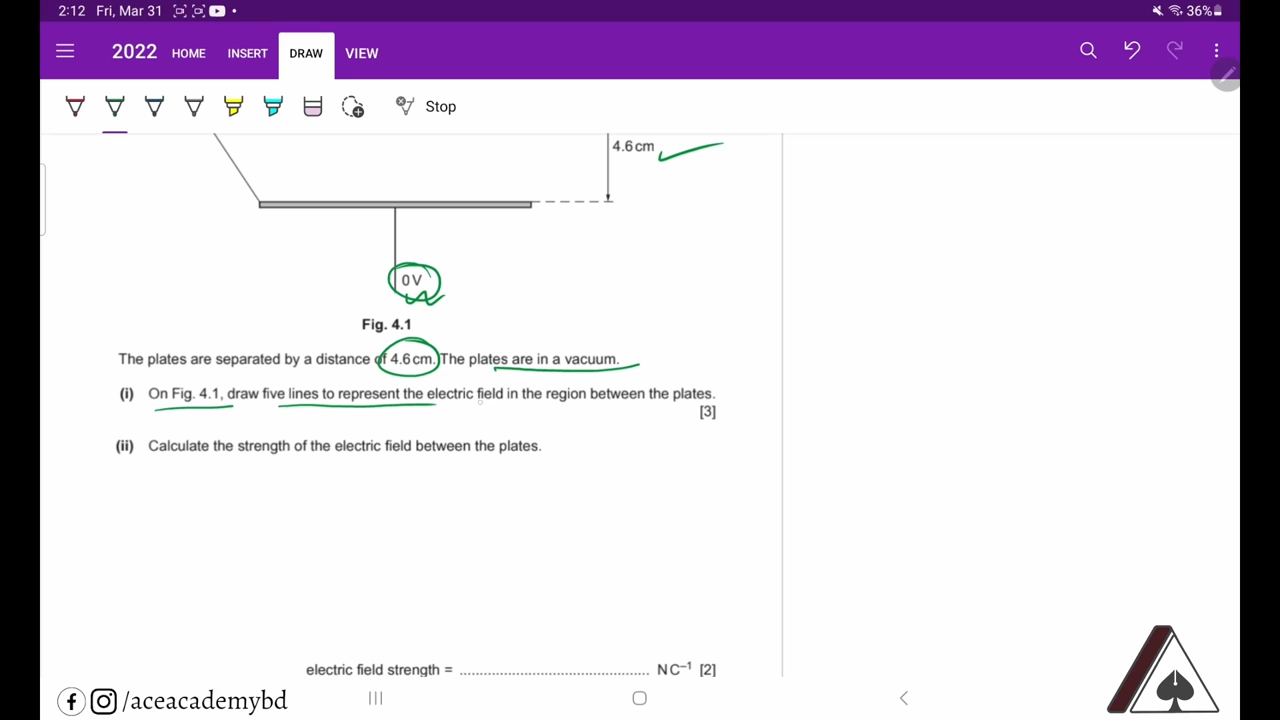 2:12 Fri, Mar 31
36%
2022 HOME INSERT DRAW VIEW
Stop
4.6 cm
0 V
Fig. 4.1
The plates are separated by a distance of 4.6 cm. The plates are in a vacuum.
(i) On Fig. 4.1, draw five lines to represent the electric field in the region between the plates.
[3]
(ii) Calculate the strength of the electric field between the plates.
electric field strength = ................................................ N C⁻¹ [2]
/aceacademybd